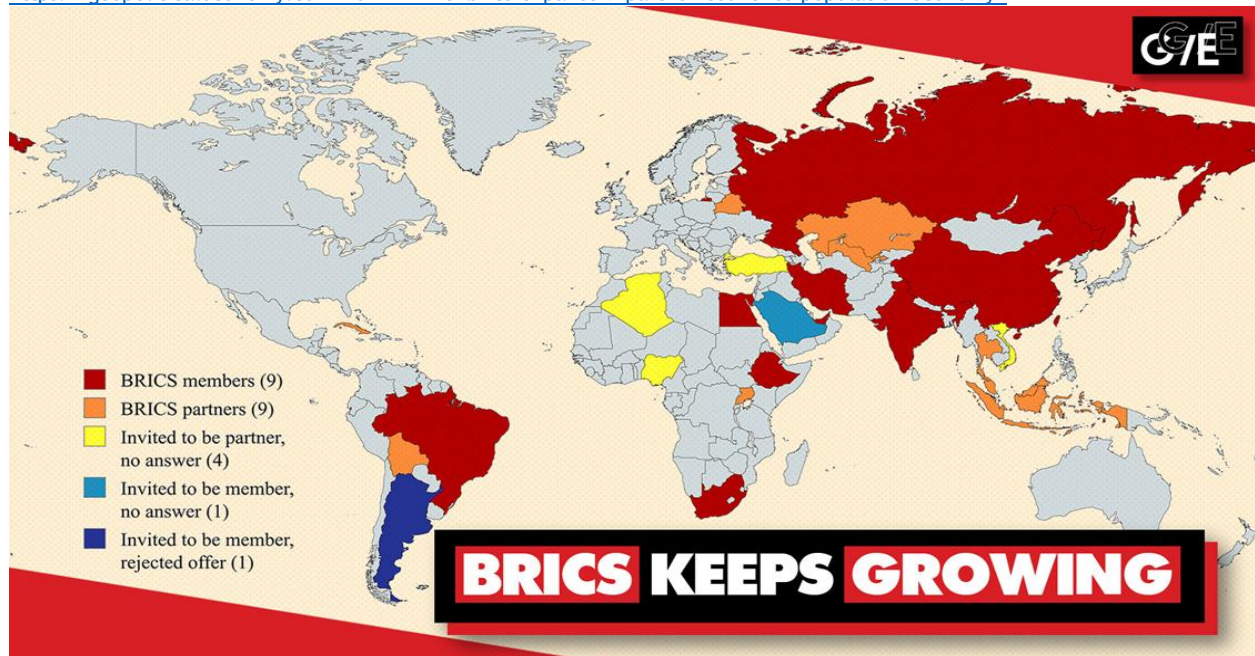 G/E
BRICS members (9)
BRICS partners (9)
Invited to be partner,
no answer (4)
Invited to be member,
no answer (1)
Invited to be member,
rejected offer (1)
BRICS KEEPS GROWING